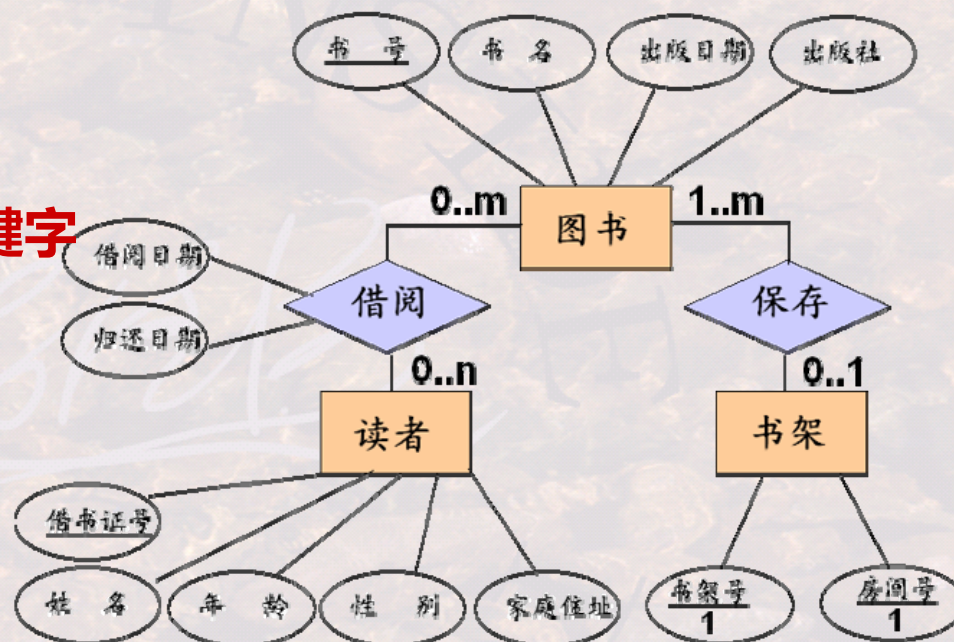 书 号
书 名
出版日期
出版社
0..m
图书
1..m
键字
借阅日期
借阅
保存
归还日期
0..n
0..1
读者
书架
借书证号
姓 名
年 龄
性 别
家庭住址
书架号
1
房间号
1